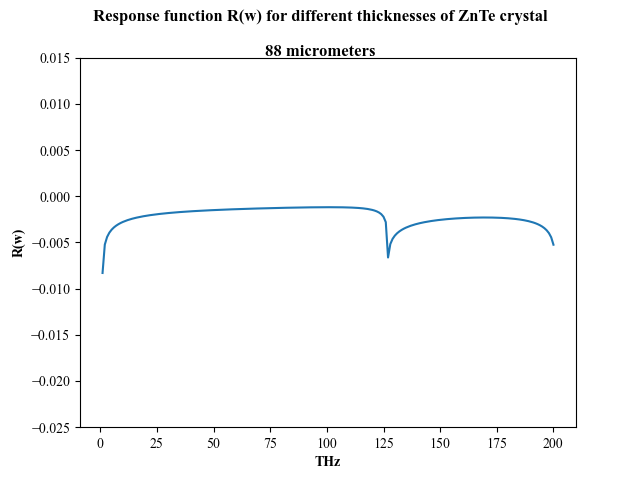 Response function R(w) for different thicknesses of ZnTe crystal
88 micrometers
0.015
0.010
0.005
0.000
−0.005
−0.010
−0.015
−0.020
−0.025
R(w)
0 25 50 75 100 125 150 175 200
THz